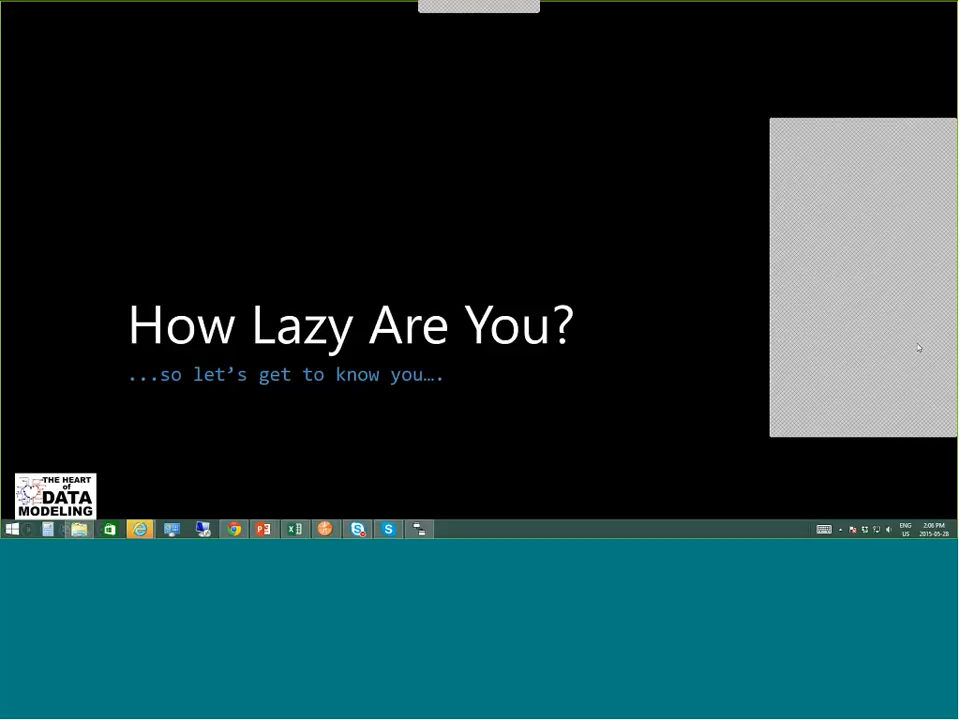 How Lazy Are You?
...so let’s get to know you….
THE HEART
of
DATA
MODELING
ENG
US
2:06 PM
2015-05-28